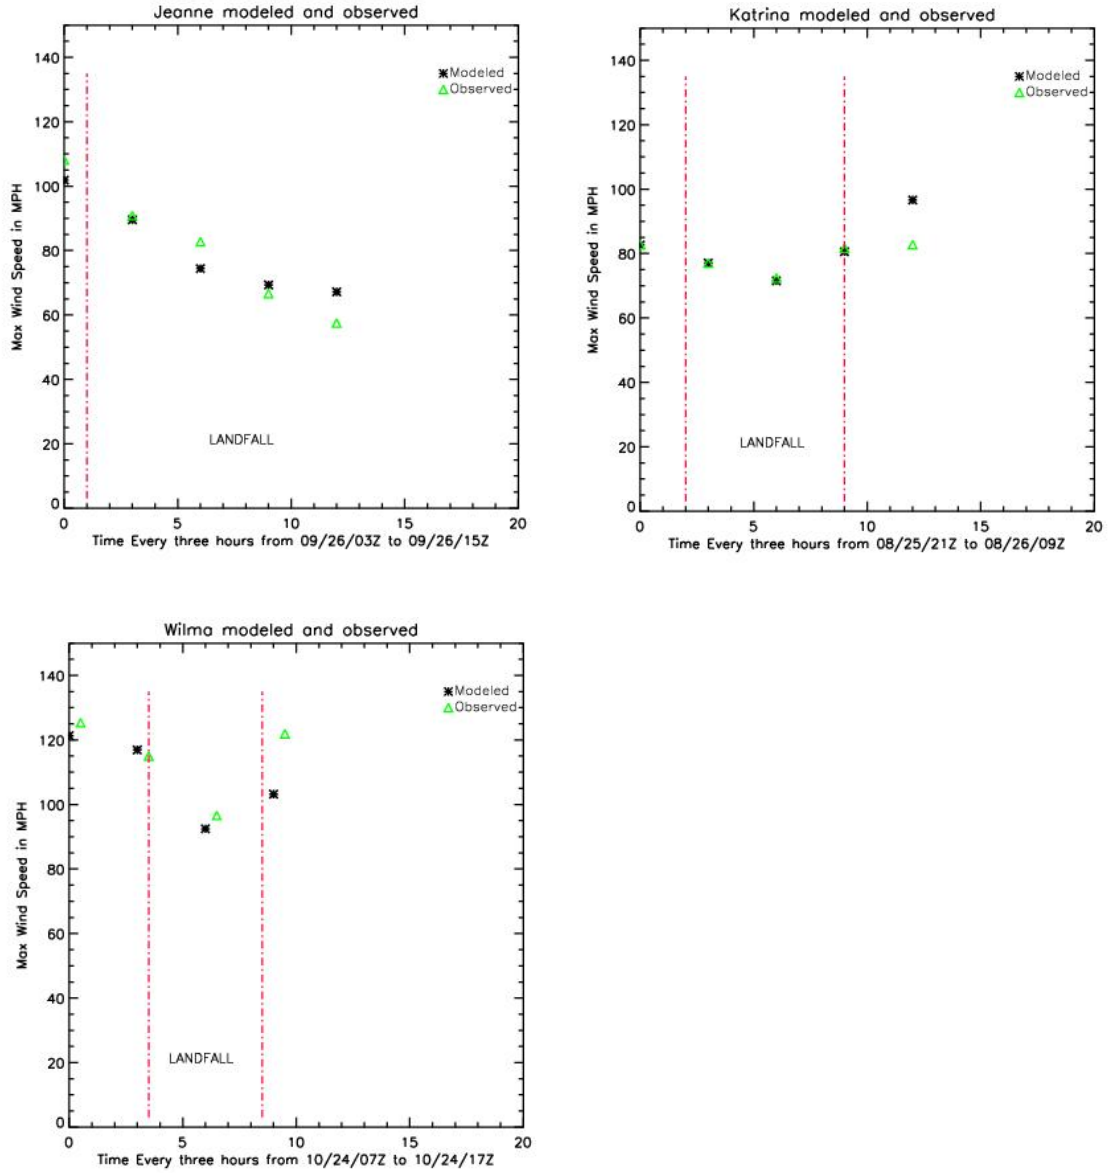 Jeanne modeled and observed
140
120
100
80
60
40
20
0
Max Wind Speed in MPH
Modeled
Observed
LANDFALL
0 5 10 15 20
Time Every three hours from 09/26/03Z to 09/26/15Z
Katrina modeled and observed
140
120
100
80
60
40
20
0
Max Wind Speed in MPH
Modeled
Observed
LANDFALL
0 5 10 15 20
Time Every three hours from 08/25/21Z to 08/26/09Z
Wilma modeled and observed
140
120
100
80
60
40
20
0
Max Wind Speed in MPH
Modeled
Observed
LANDFALL
0 5 10 15 20
Time Every three hours from 10/24/07Z to 10/24/17Z